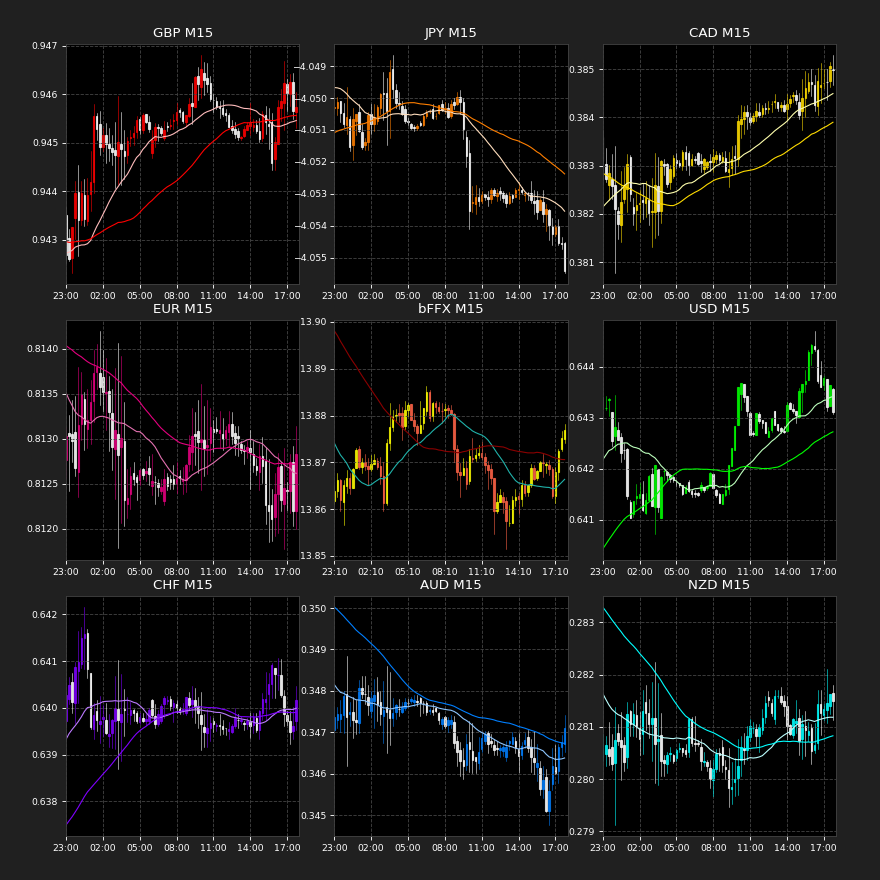 GBP M15
JPY M15
CAD M15
0.947
0.946
0.945
0.944
0.943
−4.049
−4.050
−4.051
−4.052
−4.053
−4.054
−4.055
0.385
0.384
0.383
0.382
0.381
23:00 02:00 05:00 08:00 11:00 14:00 17:00
23:00 02:00 05:00 08:00 11:00 14:00 17:00
23:00 02:00 05:00 08:00 11:00 14:00 17:00
EUR M15
bFFX M15
USD M15
0.8140
0.8135
0.8130
0.8125
0.8120
13.90
13.89
13.88
13.87
13.86
13.85
0.644
0.643
0.642
0.641
23:00 02:00 05:00 08:00 11:00 14:00 17:00
23:10 02:10 05:10 08:10 11:10 14:10 17:10
23:00 02:00 05:00 08:00 11:00 14:00 17:00
CHF M15
AUD M15
NZD M15
0.642
0.641
0.640
0.639
0.638
0.350
0.349
0.348
0.347
0.346
0.345
0.283
0.282
0.281
0.280
0.279
23:00 02:00 05:00 08:00 11:00 14:00 17:00
23:00 02:00 05:00 08:00 11:00 14:00 17:00
23:00 02:00 05:00 08:00 11:00 14:00 17:00